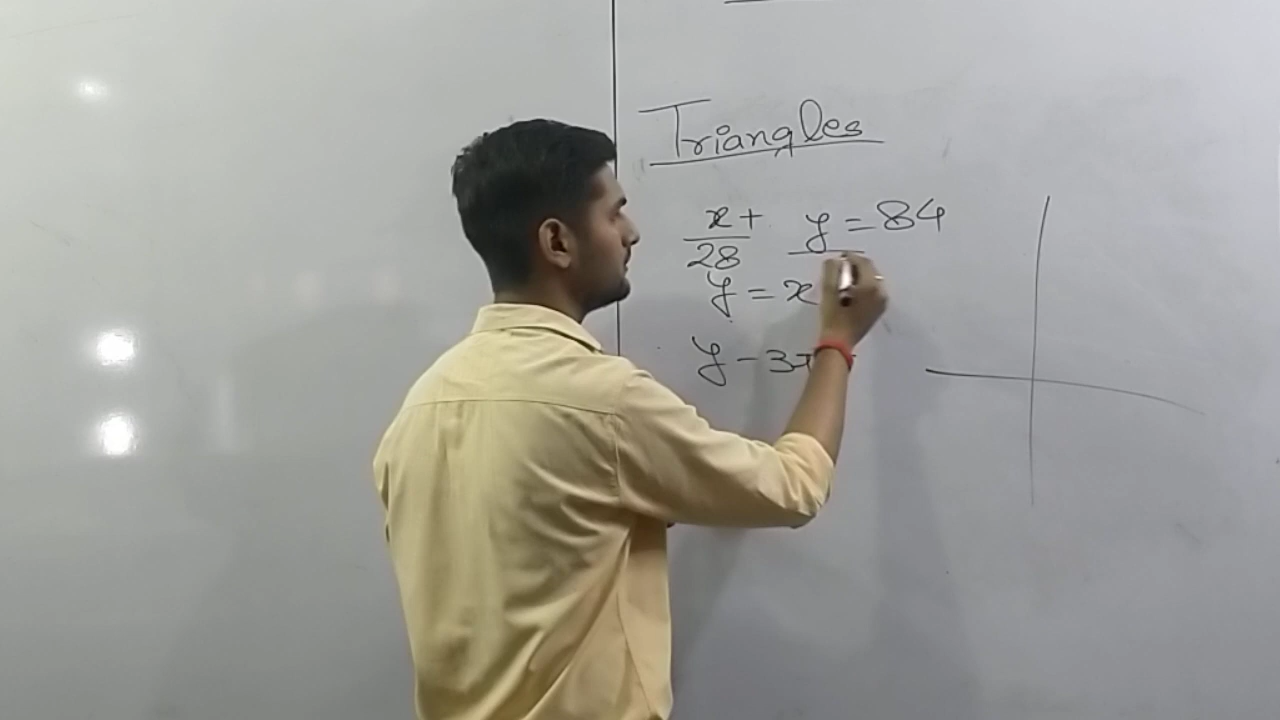 Triangles
x + y = 84
28
y = x
y - 3